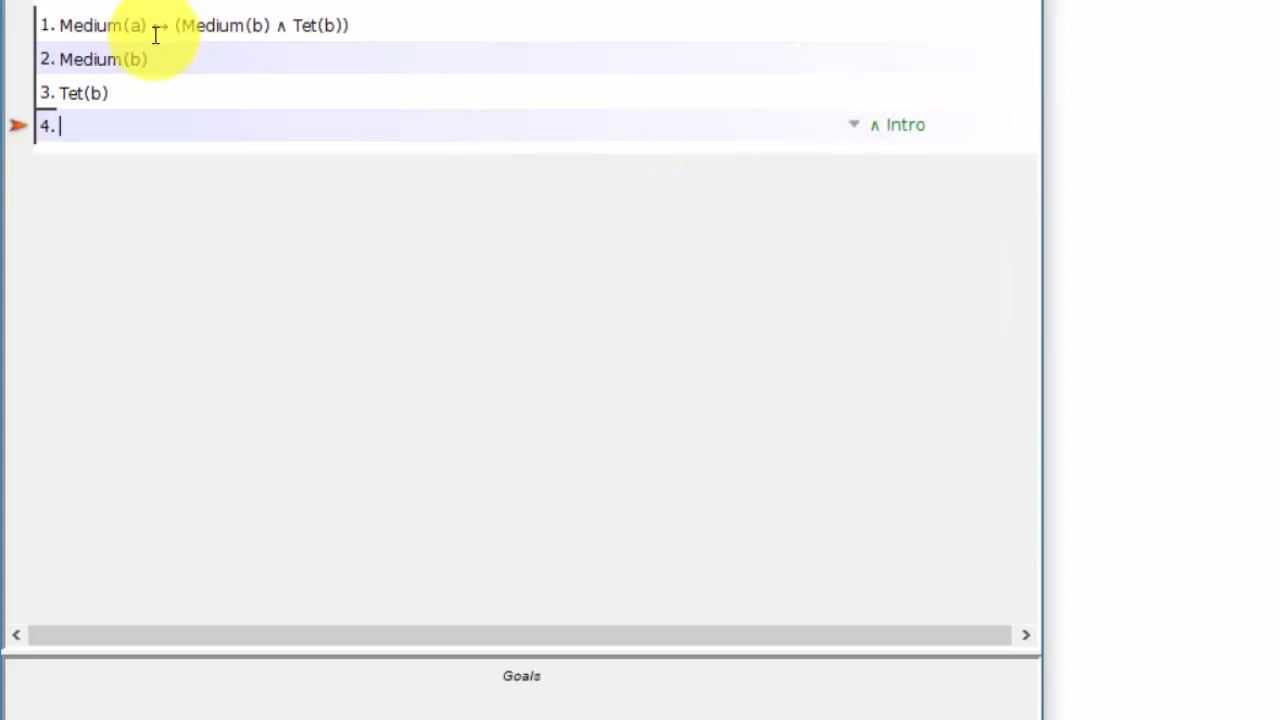 1. Medium(a) ↔ (Medium(b) ∧ Tet(b))
2. Medium(b)
3. Tet(b)
4. ∧ Intro
Goals